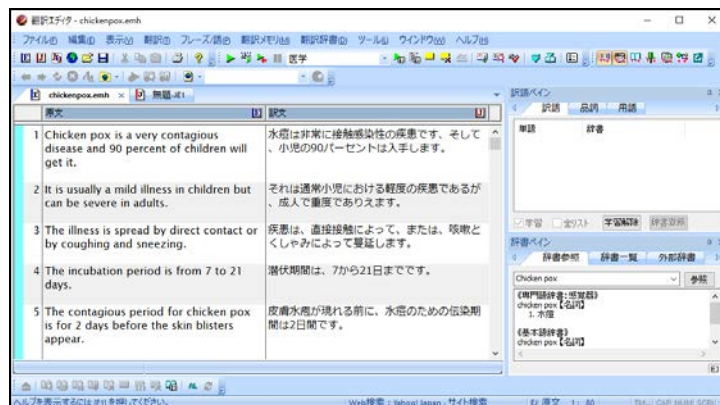 翻訳エディタ - chickenpox.emh
ファイル(F) 編集(E) 表示(V) 翻訳(T) フレーズ/語(P) 翻訳メモリ(M) 翻訳辞書(D) ツール(L) ウインドウ(W) ヘルプ(H)
医学
chickenpox.emh × 無題.xt1
原文 訳文
1 Chicken pox is a very contagious
disease and 90 percent of children will
get it.
水痘は非常に接触感染性の疾患です、そして
、小児の90パーセントは入手します。
2 It is usually a mild illness in children but
can be severe in adults.
それは通常小児における軽度の疾患であるが
、成人で重度でありえます。
3 The illness is spread by direct contact or
by coughing and sneezing.
疾患は、直接接触によって、または、咳嗽と
くしゃみによって蔓延します。
4 The incubation period is from 7 to 21
days.
潜伏期間は、7から21日までです。
5 The contagious period for chicken pox
is for 2 days before the skin blisters
appear.
皮膚水疱が現れる前に、水痘のための伝染期
間は2日間です。
訳語ペイン
訳語 品詞 用語
単語 辞書
学習 全リスト 学習解除 辞書登録
辞書ペイン
辞書参照 辞書一覧 外部辞書
Chicken pox 参照
《専門語辞書:感覚器》
chicken pox【名詞】
1. 水痘
《基本語辞書》
chicken pox【名詞】
ヘルプを表示するには[F1]を押してください。 Web検索 : Yahoo! Japan - サイト検索 原文 1: 80 CAP NUM SCRL